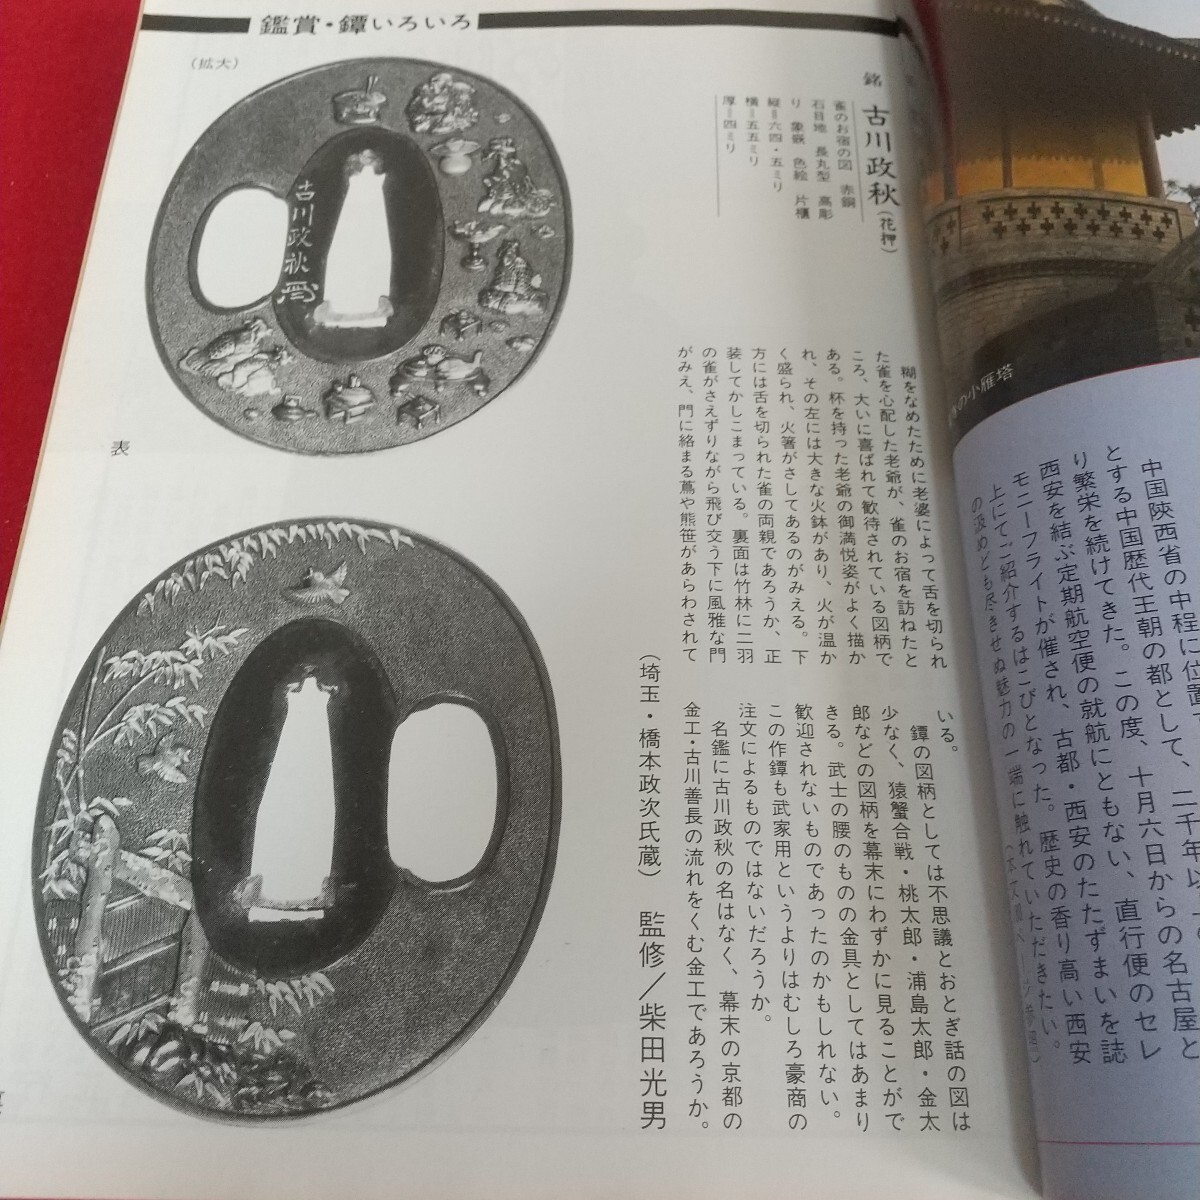 鑑賞・鐔いろいろ
(拡大)
銘 古川政秋(花押)
雀のお宿の図 赤銅
石目地 長丸型 高彫
り 象嵌 色絵 片櫃
縦=六四・五ミリ
横=五五ミリ
厚=四ミリ
古川政秋
表
糊をなめたために老婆によって舌を切られ
た雀を心配した老爺が、雀のお宿を訪ねたと
ころ、大いに喜ばれて歓待されている図柄で
ある。杯を持った老爺の御満悦姿がよく描か
れ、その左には大きな火鉢があり、火が温か
く盛られ、火箸がさしてあるのがみえる。下
方には舌を切られた雀の両親であろうか、正
装してかしこまっている。裏面は竹林に二羽
の雀がさえずりながら飛び交う下に風雅な門
がみえ、門に絡まる蔦や熊笹があらわされて
いる。
鐔の図柄としては不思議とおとぎ話の図は
少なく、猿蟹合戦・桃太郎・浦島太郎・金太
郎などの図柄を幕末にわずかに見ることがで
きる。武士の腰のものの金具としてはあまり
歓迎されないものであったのかもしれない。
この作鐔も武家用というよりはむしろ豪商の
注文によるものではないだろうか。
名鑑に古川政秋の名はなく、幕末の京都の
金工・古川善長の流れをくむ金工であろうか。
(埼玉・橋本政次氏蔵) 監修/柴田光男
の小雁塔
中国陝西省の中程に位置
とする中国歴代王朝の都として、二千年以
り繁栄を続けてきた。この度、十月六日からの名古屋と
西安を結ぶ定期航空便の就航にともない、直行便のセレ
モニーフライトが催され、古都・西安のたたずまいを誌
上にてご紹介するはこびとなった。歴史の香り高い西安
の汲めども尽きせぬ魅力の一端に触れていただきたい。